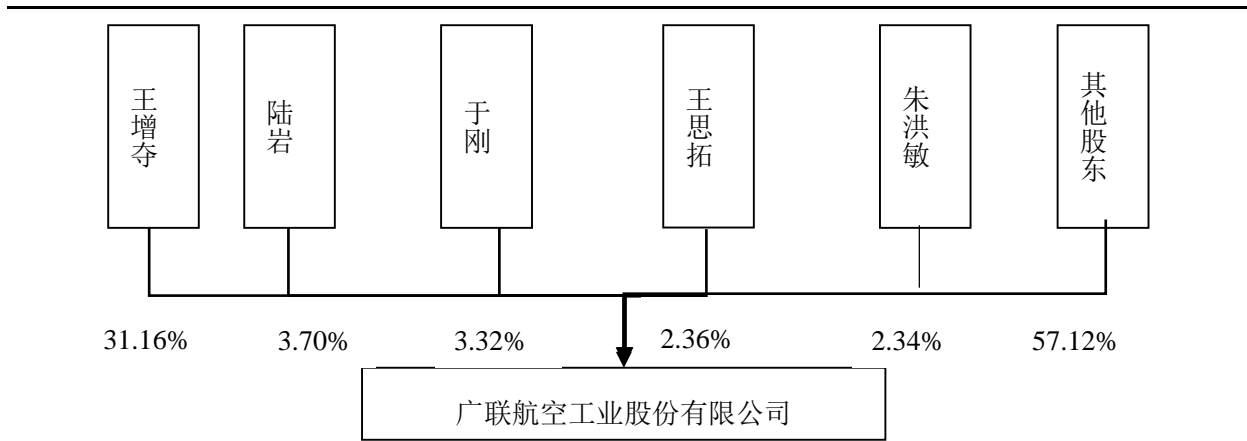 王增夺
陆岩
于刚
王思拓
朱洪敏
其他股东
31.16%
3.70%
3.32%
2.36%
2.34%
57.12%
广联航空工业股份有限公司